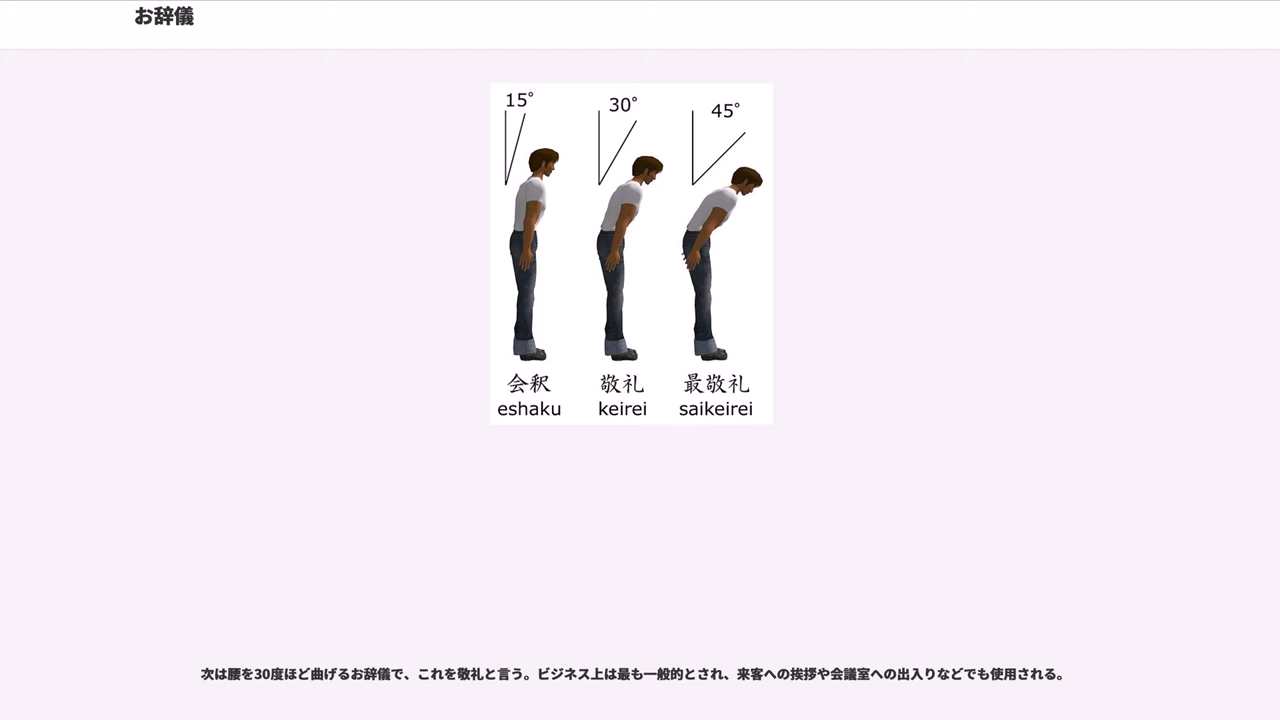 お辞儀
15° 30° 45°
会釈 敬礼 最敬礼
eshaku keirei saikeirei
次は腰を30度ほど曲げるお辞儀で、これを敬礼と言う。ビジネス上は最も一般的とされ、来客への挨拶や会議室への出入りなどでも使用される。